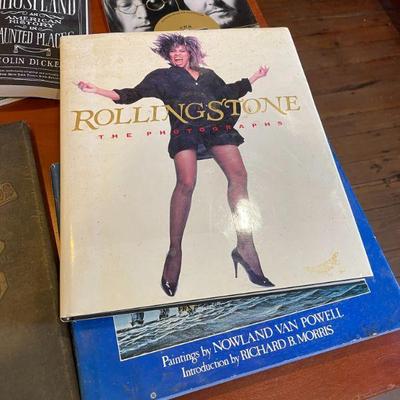 GHOSTLAND
AN
AMERICAN
HISTORY
IN
HAUNTED PLACES
COLIN DICKEY
ROLLINGSTONE
THE PHOTOGRAPHS
Paintings by NOWLAND VAN POWELL
Introduction by RICHARD B. MORRIS